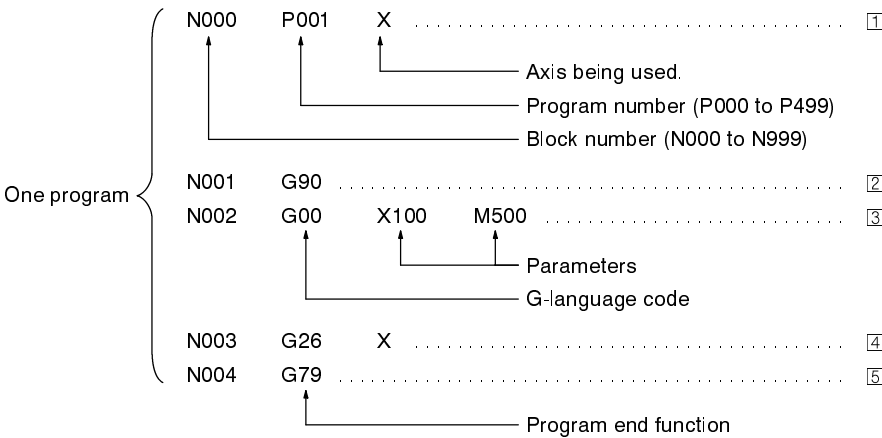 N000 P001 X ........................................ 1
Axis being used.
Program number (P000 to P499)
Block number (N000 to N999)
One program
N001 G90 ........................................ 2
N002 G00 X100 M500 ........................................ 3
Parameters
G-language code
N003 G26 X ........................................ 4
N004 G79 ........................................ 5
Program end function